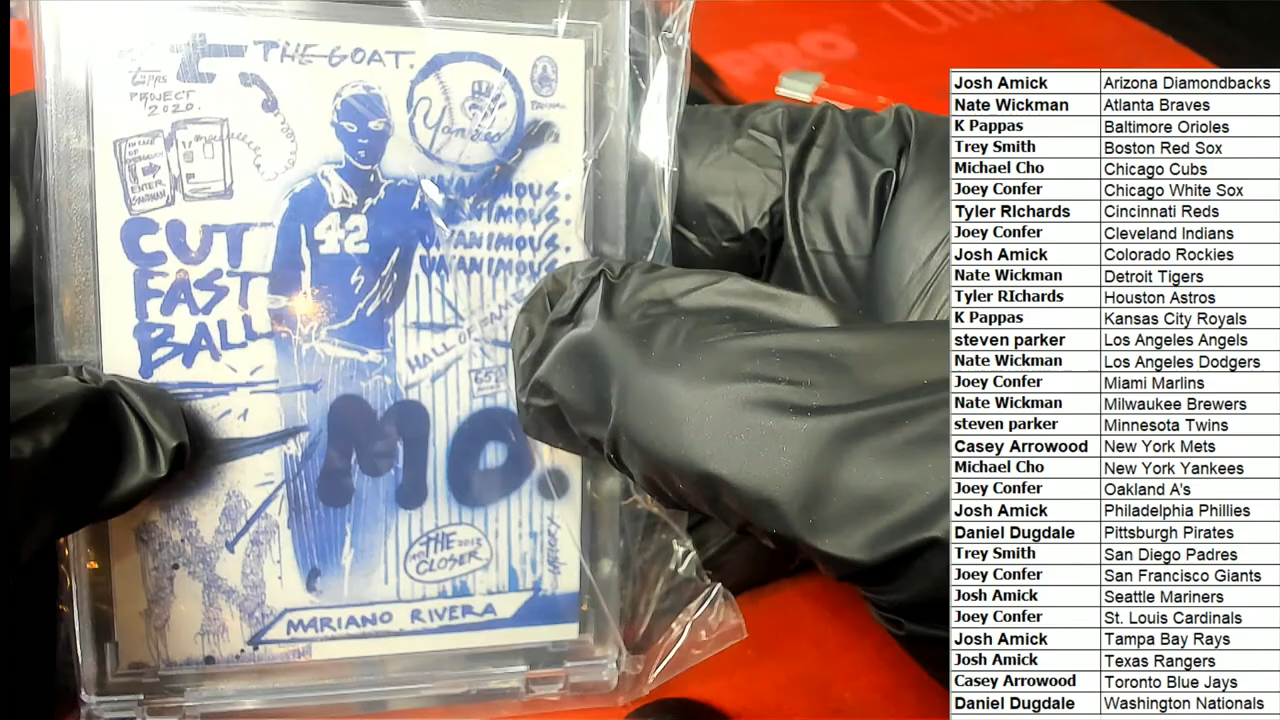 THE GOAT.
Topps
PROJECT
2020.
Yankees
IN CASE
OF
EMERGENCY
ENTER
SANDMAN
UNANIMOUS.
UNANIMOUS.
UNANIMOUS.
UNANIMOUS.
42
CUT
FAST
BALL
HALL OF FAME
MO.
THE
2013
CLOSER
MARIANO RIVERA
Josh Amick Arizona Diamondbacks
Nate Wickman Atlanta Braves
K Pappas Baltimore Orioles
Trey Smith Boston Red Sox
Michael Cho Chicago Cubs
Joey Confer Chicago White Sox
Tyler RIchards Cincinnati Reds
Joey Confer Cleveland Indians
Josh Amick Colorado Rockies
Nate Wickman Detroit Tigers
Tyler RIchards Houston Astros
K Pappas Kansas City Royals
steven parker Los Angeles Angels
Nate Wickman Los Angeles Dodgers
Joey Confer Miami Marlins
Nate Wickman Milwaukee Brewers
steven parker Minnesota Twins
Casey Arrowood New York Mets
Michael Cho New York Yankees
Joey Confer Oakland A's
Josh Amick Philadelphia Phillies
Daniel Dugdale Pittsburgh Pirates
Trey Smith San Diego Padres
Joey Confer San Francisco Giants
Josh Amick Seattle Mariners
Joey Confer St. Louis Cardinals
Josh Amick Tampa Bay Rays
Josh Amick Texas Rangers
Casey Arrowood Toronto Blue Jays
Daniel Dugdale Washington Nationals